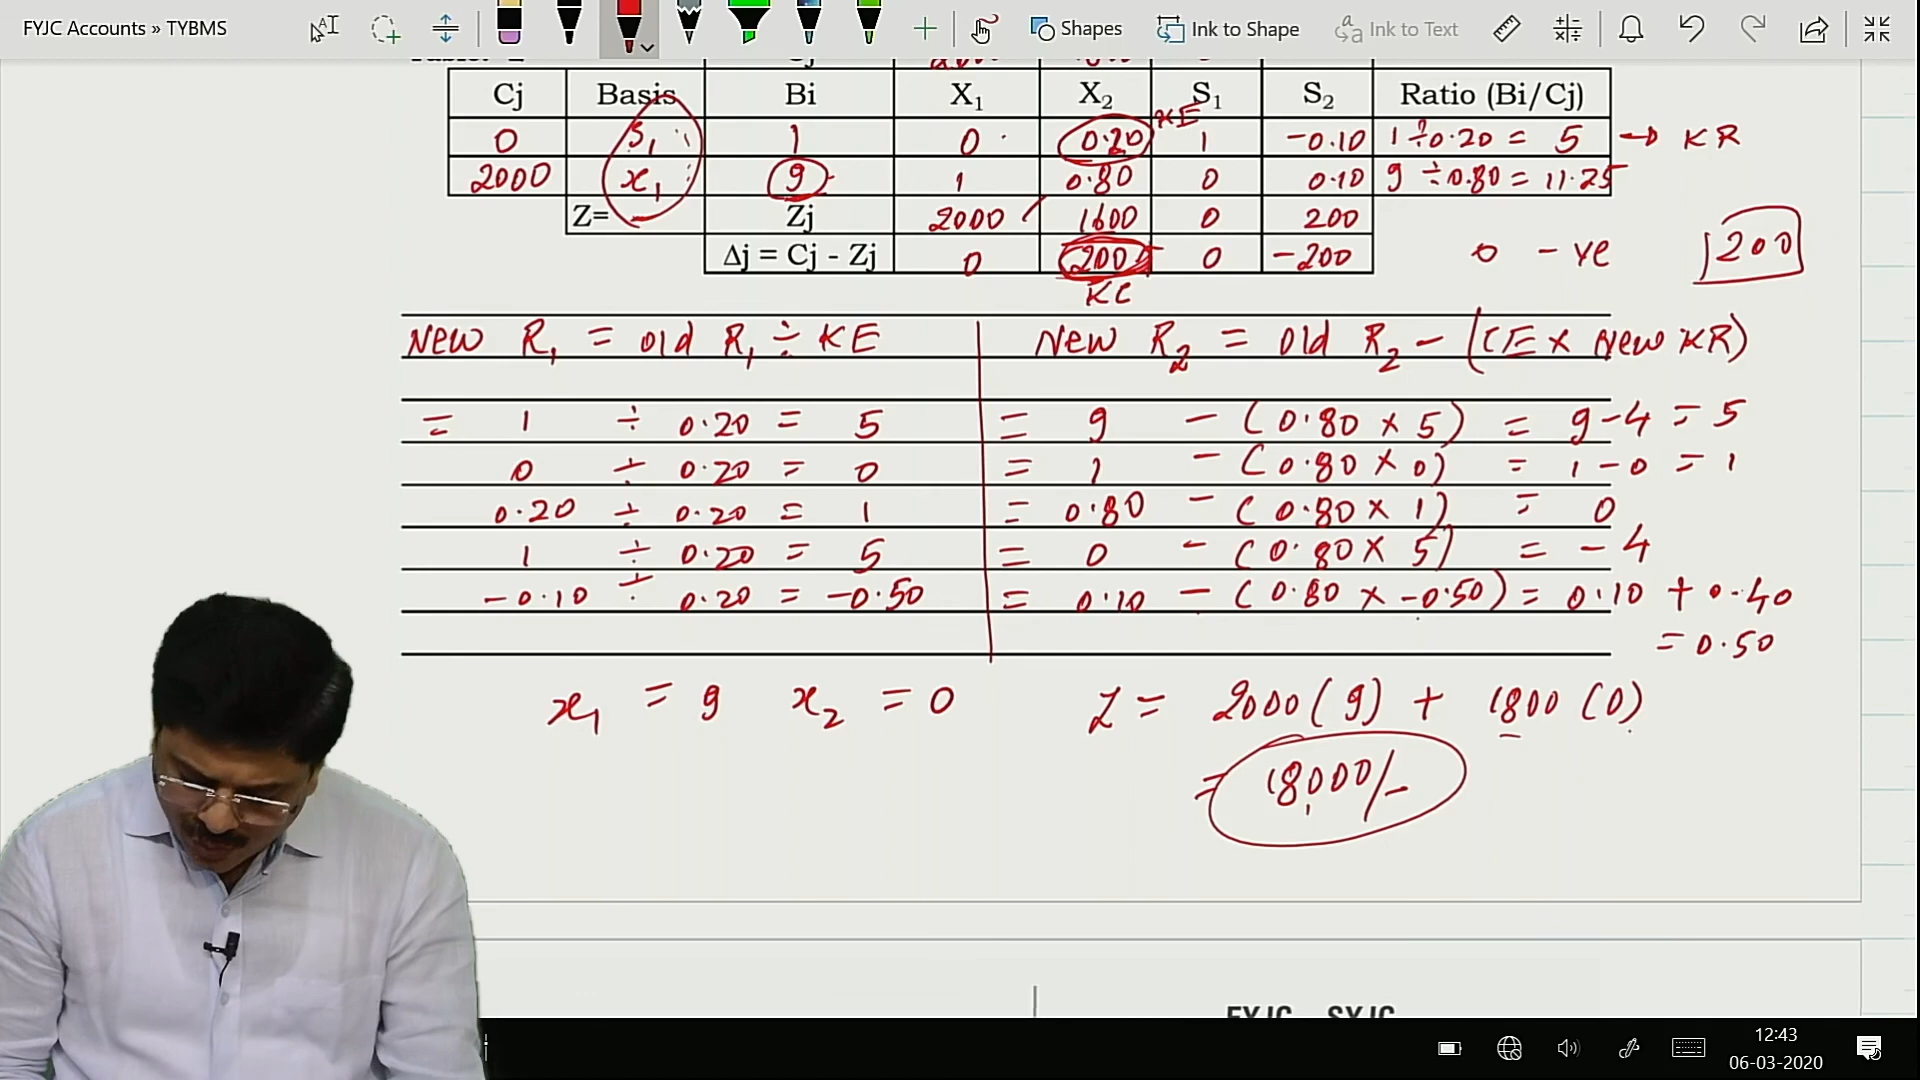 FYJC Accounts » TYBMS
Shapes Ink to Shape Ink to Text
Cj Basis Bi X₁ X₂ S₁ S₂ Ratio (Bi/Cj)
KE
0 S₁ 1 0 0.20 1 -0.10 1 ÷ 0.20 = 5 → KR
2000 x₁ 9 1 0.80 0 0.10 9 ÷ 0.80 = 11.25
Z= Zj 2000 1600 0 200
Δj = Cj - Zj 0 200 0 -200 0 -ve 200
KC
New R₁ = old R₁ ÷ KE New R₂ = old R₂ - (CE x New KR)
= 1 ÷ 0.20 = 5 = 9 - (0.80 x 5) = 9-4 = 5
0 ÷ 0.20 = 0 = 1 - (0.80 x 0) = 1-0 = 1
0.20 ÷ 0.20 = 1 = 0.80 - (0.80 x 1) = 0
1 ÷ 0.20 = 5 = 0 - (0.80 x 5) = -4
-0.10 ÷ 0.20 = -0.50 = 0.10 - (0.80 x -0.50) = 0.10 + 0.40
= 0.50
x₁ = 9 x₂ = 0 Z = 2000(9) + 1800(0)
= 18000/-
12:43
06-03-2020